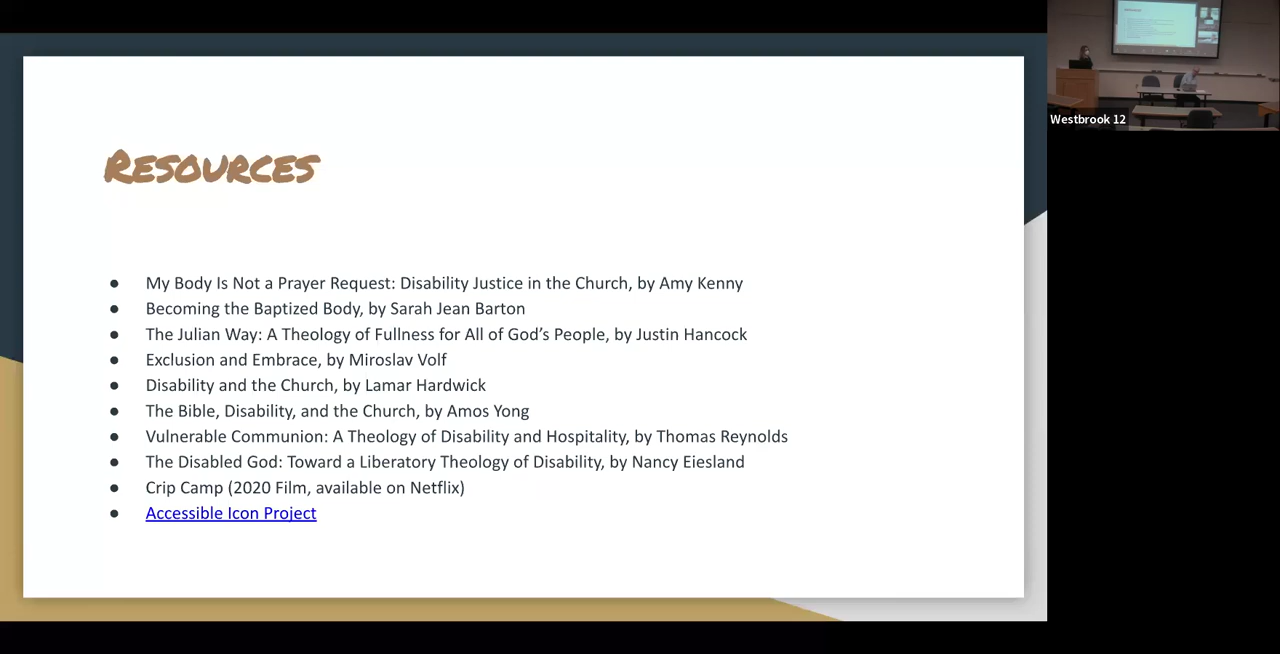 Resources
● My Body Is Not a Prayer Request: Disability Justice in the Church, by Amy Kenny
● Becoming the Baptized Body, by Sarah Jean Barton
● The Julian Way: A Theology of Fullness for All of God’s People, by Justin Hancock
● Exclusion and Embrace, by Miroslav Volf
● Disability and the Church, by Lamar Hardwick
● The Bible, Disability, and the Church, by Amos Yong
● Vulnerable Communion: A Theology of Disability and Hospitality, by Thomas Reynolds
● The Disabled God: Toward a Liberatory Theology of Disability, by Nancy Eiesland
● Crip Camp (2020 Film, available on Netflix)
● Accessible Icon Project
Westbrook 12